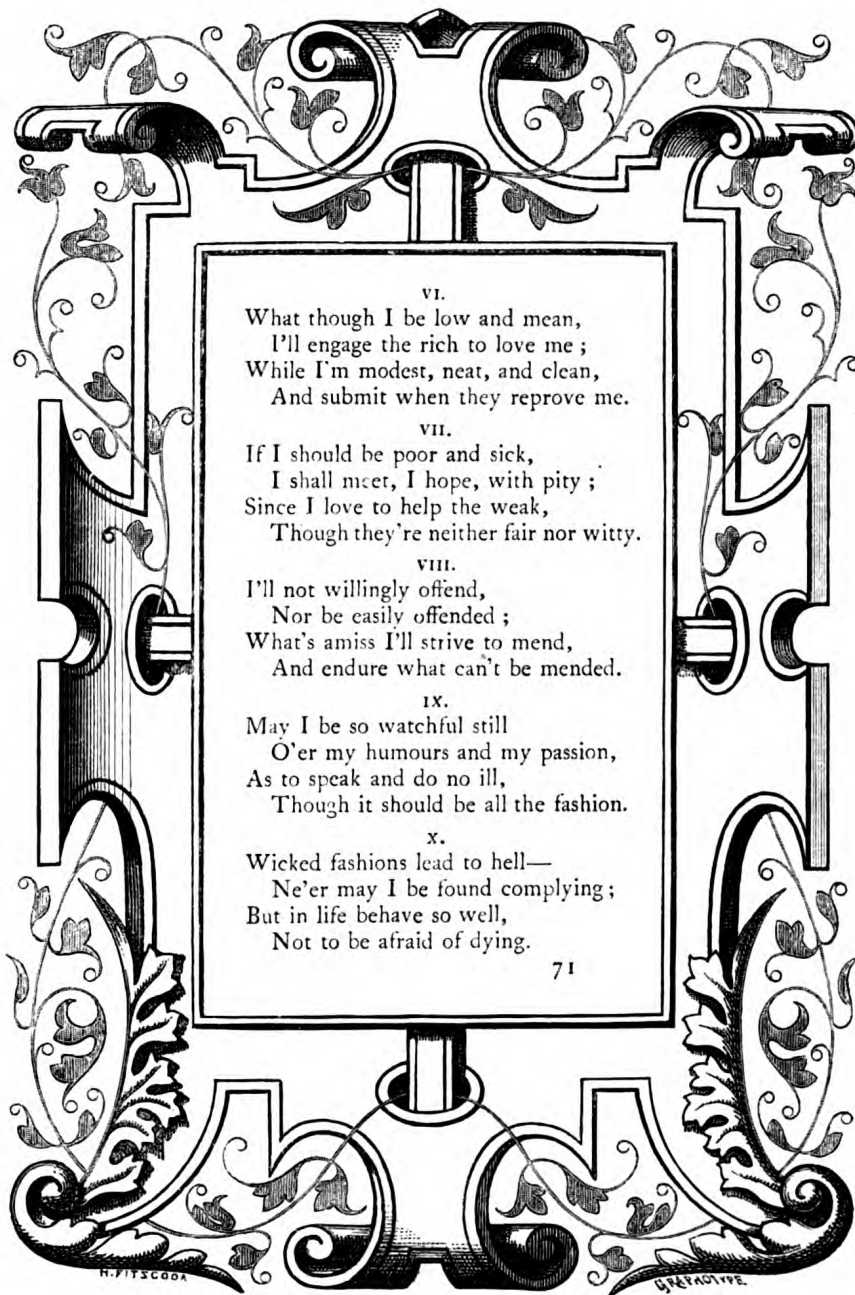 VI.
What though I be low and mean,
I'll engage the rich to love me ;
While I'm modest, neat, and clean,
And submit when they reprove me.
VII.
If I should be poor and sick,
I shall meet, I hope, with pity ;
Since I love to help the weak,
Though they're neither fair nor witty.
VIII.
I'll not willingly offend,
Nor be easily offended ;
What's amiss I'll strive to mend,
And endure what can't be mended.
IX.
May I be so watchful still
O'er my humours and my passion,
As to speak and do no ill,
Though it should be all the fashion.
X.
Wicked fashions lead to hell—
Ne'er may I be found complying ;
But in life behave so well,
Not to be afraid of dying.
71
H. FITZCOOK
GRAPHOTYPE